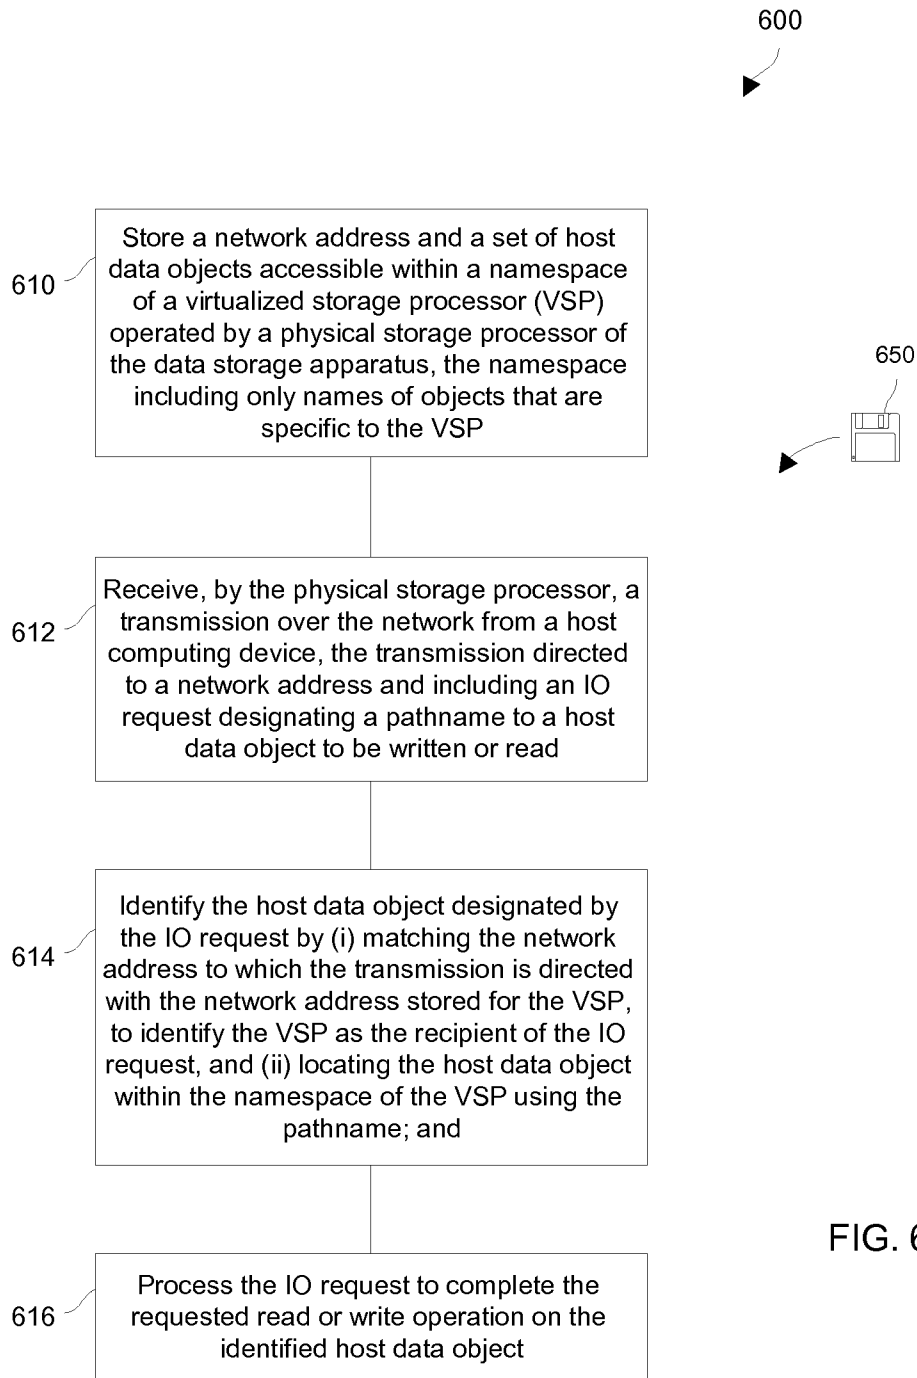 600
Store a network address and a set of host
data objects accessible within a namespace
of a virtualized storage processor (VSP)
operated by a physical storage processor of
the data storage apparatus, the namespace
including only names of objects that are
specific to the VSP
610
650
Receive, by the physical storage processor, a
transmission over the network from a host
computing device, the transmission directed
to a network address and including an IO
request designating a pathname to a host
data object to be written or read
612
Identify the host data object designated by
the IO request by (i) matching the network
address to which the transmission is directed
with the network address stored for the VSP,
to identify the VSP as the recipient of the IO
request, and (ii) locating the host data object
within the namespace of the VSP using the
pathname; and
614
FIG. 6
Process the IO request to complete the
requested read or write operation on the
identified host data object
616